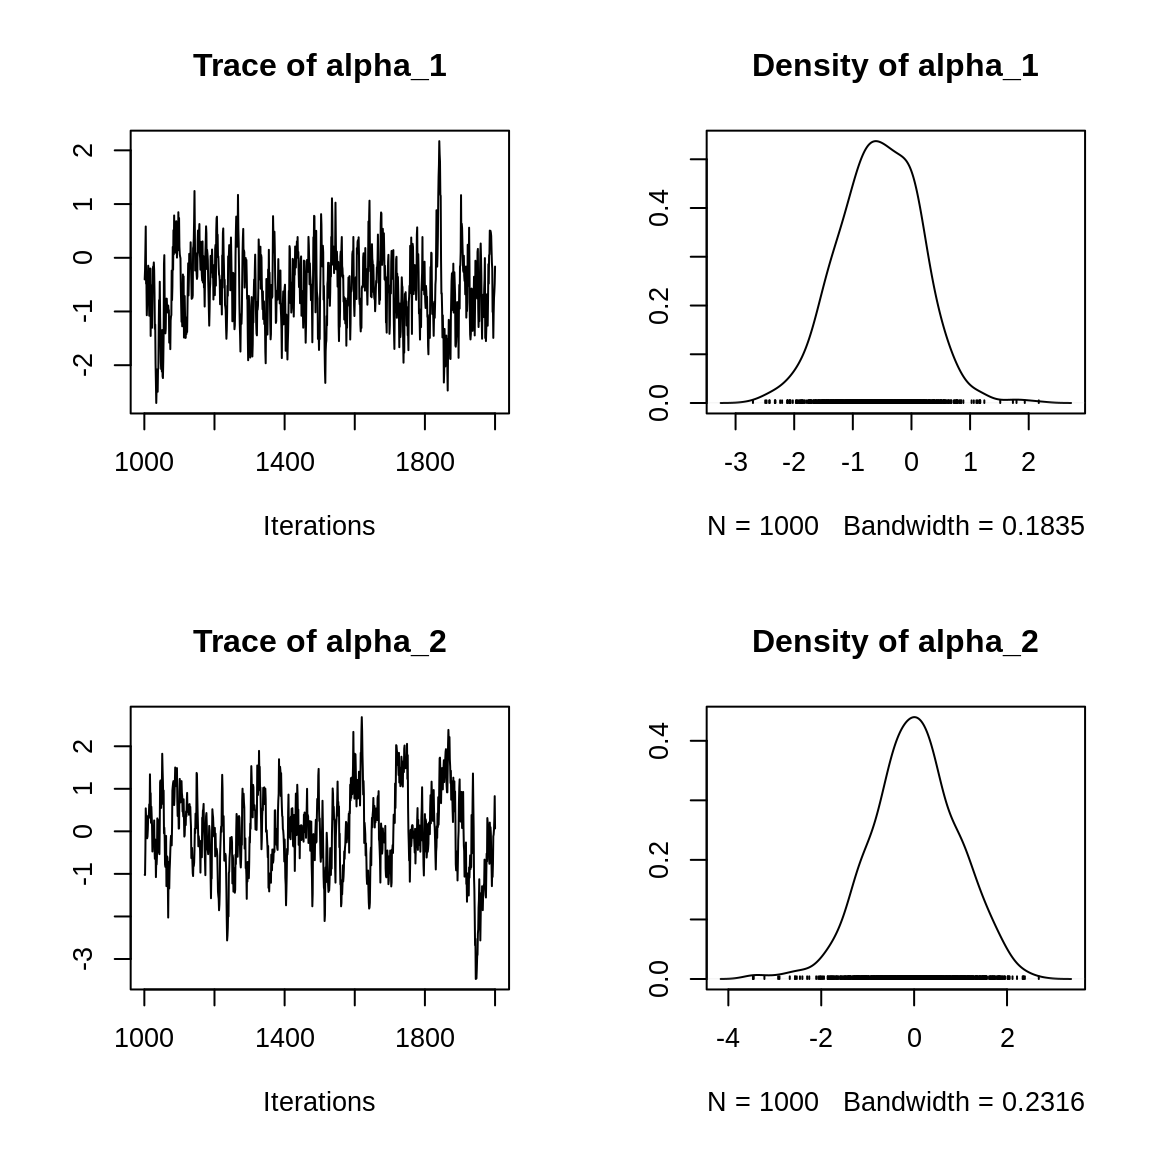 Trace of alpha_1
2
1
0
-1
-2
1000 1400 1800
Iterations
Density of alpha_1
0.4
0.2
0.0
-3 -2 -1 0 1 2
N = 1000 Bandwidth = 0.1835
Trace of alpha_2
2
1
0
-1
-3
1000 1400 1800
Iterations
Density of alpha_2
0.4
0.2
0.0
-4 -2 0 2
N = 1000 Bandwidth = 0.2316